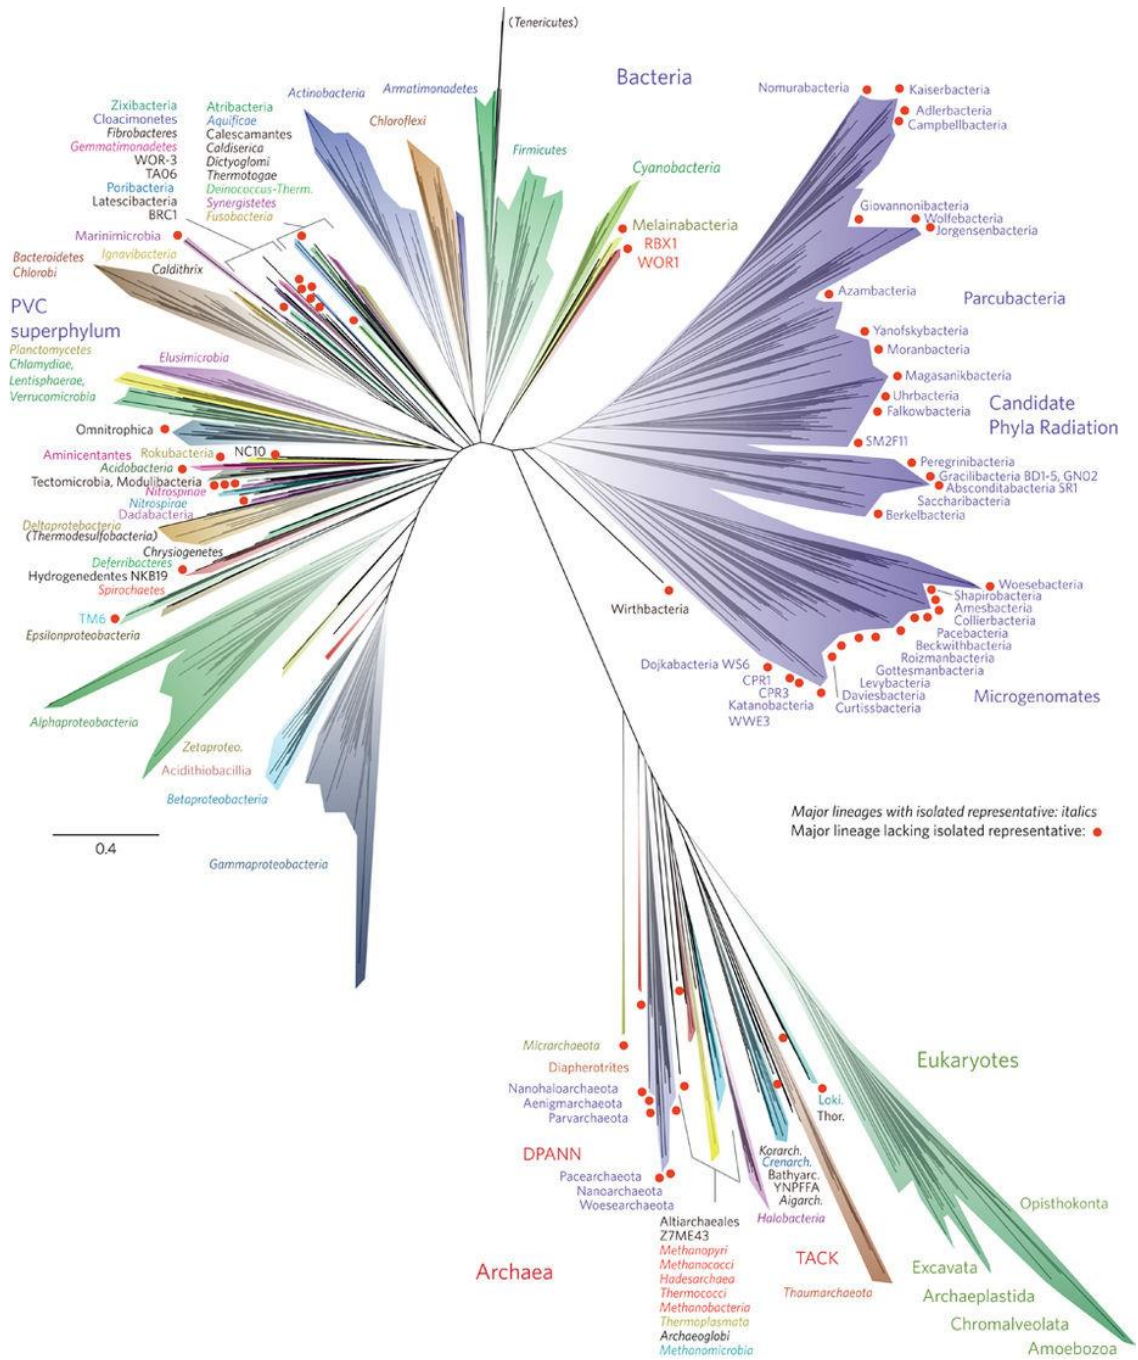 (Tenericutes)
Bacteria
Actinobacteria
Armatimonadetes
Chloroflexi
Firmicutes
Cyanobacteria
Melainabacteria
RBX1
WOR1
Zixibacteria
Cloacimonetes
Fibrobacteres
Gemmatimonadetes
WOR-3
TA06
Poribacteria
Latescibacteria
BRC1
Atribacteria
Aquificae
Calescamantes
Caldiserica
Dictyoglomi
Thermotogae
Deinococcus-Therm.
Synergistetes
Fusobacteria
Marinimicrobia
Bacteroidetes
Chlorobi
Ignavibacteria
Caldithrix
PVC
superphylum
Planctomycetes
Chlamydiae,
Lentisphaerae,
Verrucomicrobia
Elusimicrobia
Omnitrophica
Aminicentantes
Rokubacteria
NC10
Acidobacteria
Tectomicrobia, Modulibacteria
Nitrospinae
Nitrospirae
Dadabacteria
Deltaprotebacteria
(Thermodesulfobacteria)
Chrysiogenetes
Deferribacteres
Hydrogenedentes NKB19
Spirochaetes
TM6
Epsilonproteobacteria
Alphaproteobacteria
Zetaproteo.
Acidithiobacillia
Betaproteobacteria
Gammaproteobacteria
0.4
Nomurabacteria
Kaiserbacteria
Adlerbacteria
Campbellbacteria
Giovannonibacteria
Wolfebacteria
Jorgensenbacteria
Azambacteria
Parcubacteria
Yanofskybacteria
Moranbacteria
Magasanikbacteria
Uhrbacteria
Falkowbacteria
Candidate
Phyla Radiation
SM2F11
Peregrinibacteria
Gracilibacteria BD1-5, GN02
Absconditabacteria SR1
Saccharibacteria
Berkelbacteria
Woesebacteria
Shapirobacteria
Amesbacteria
Collierbacteria
Pacebacteria
Beckwithbacteria
Roizmanbacteria
Gottesmanbacteria
Levybacteria
Daviesbacteria
Curtissbacteria
Microgenomates
Wirthbacteria
Dojkabacteria WS6
CPR1
CPR3
Katanobacteria
WWE3
Major lineages with isolated representative: italics
Major lineage lacking isolated representative:
Micrarchaeota
Diapherotrites
Nanohaloarchaeota
Aenigmarchaeota
Parvarchaeota
DPANN
Pacearchaeota
Nanoarchaeota
Woesearchaeota
Archaea
Altiarchaeales
Z7ME43
Methanopyri
Methanococci
Hadesarchaea
Thermococci
Methanobacteria
Thermoplasmata
Archaeoglobi
Methanomicrobia
Halobacteria
Korarch.
Crenarch.
Bathyarc.
YNPFFA
Aigarch.
TACK
Thaumarchaeota
Loki.
Thor.
Eukaryotes
Opisthokonta
Excavata
Archaeplastida
Chromalveolata
Amoebozoa